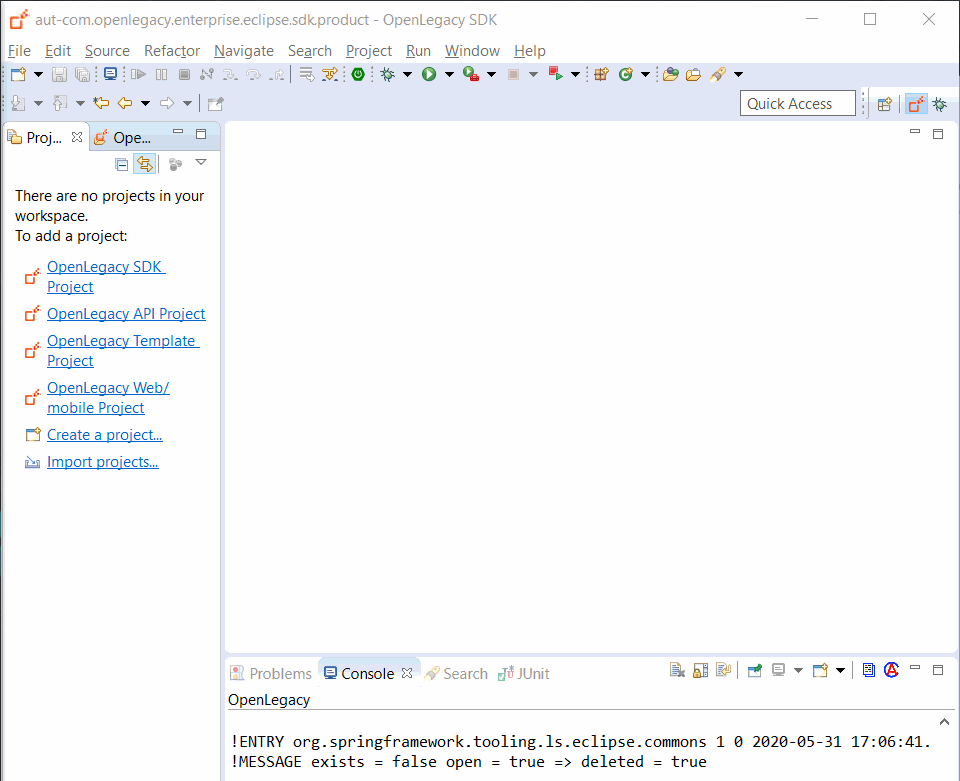 aut-com.openlegacy.enterprise.eclipse.sdk.product - OpenLegacy SDK
File Edit Source Refactor Navigate Search Project Run Window Help
Quick Access
Proj... Ope...
There are no projects in your
workspace.
To add a project:
OpenLegacy SDK
Project
OpenLegacy API Project
OpenLegacy Template
Project
OpenLegacy Web/
mobile Project
Create a project...
Import projects...
Problems Console Search JUnit
OpenLegacy
!ENTRY org.springframework.tooling.ls.eclipse.commons 1 0 2020-05-31 17:06:41.
!MESSAGE exists = false open = true => deleted = true